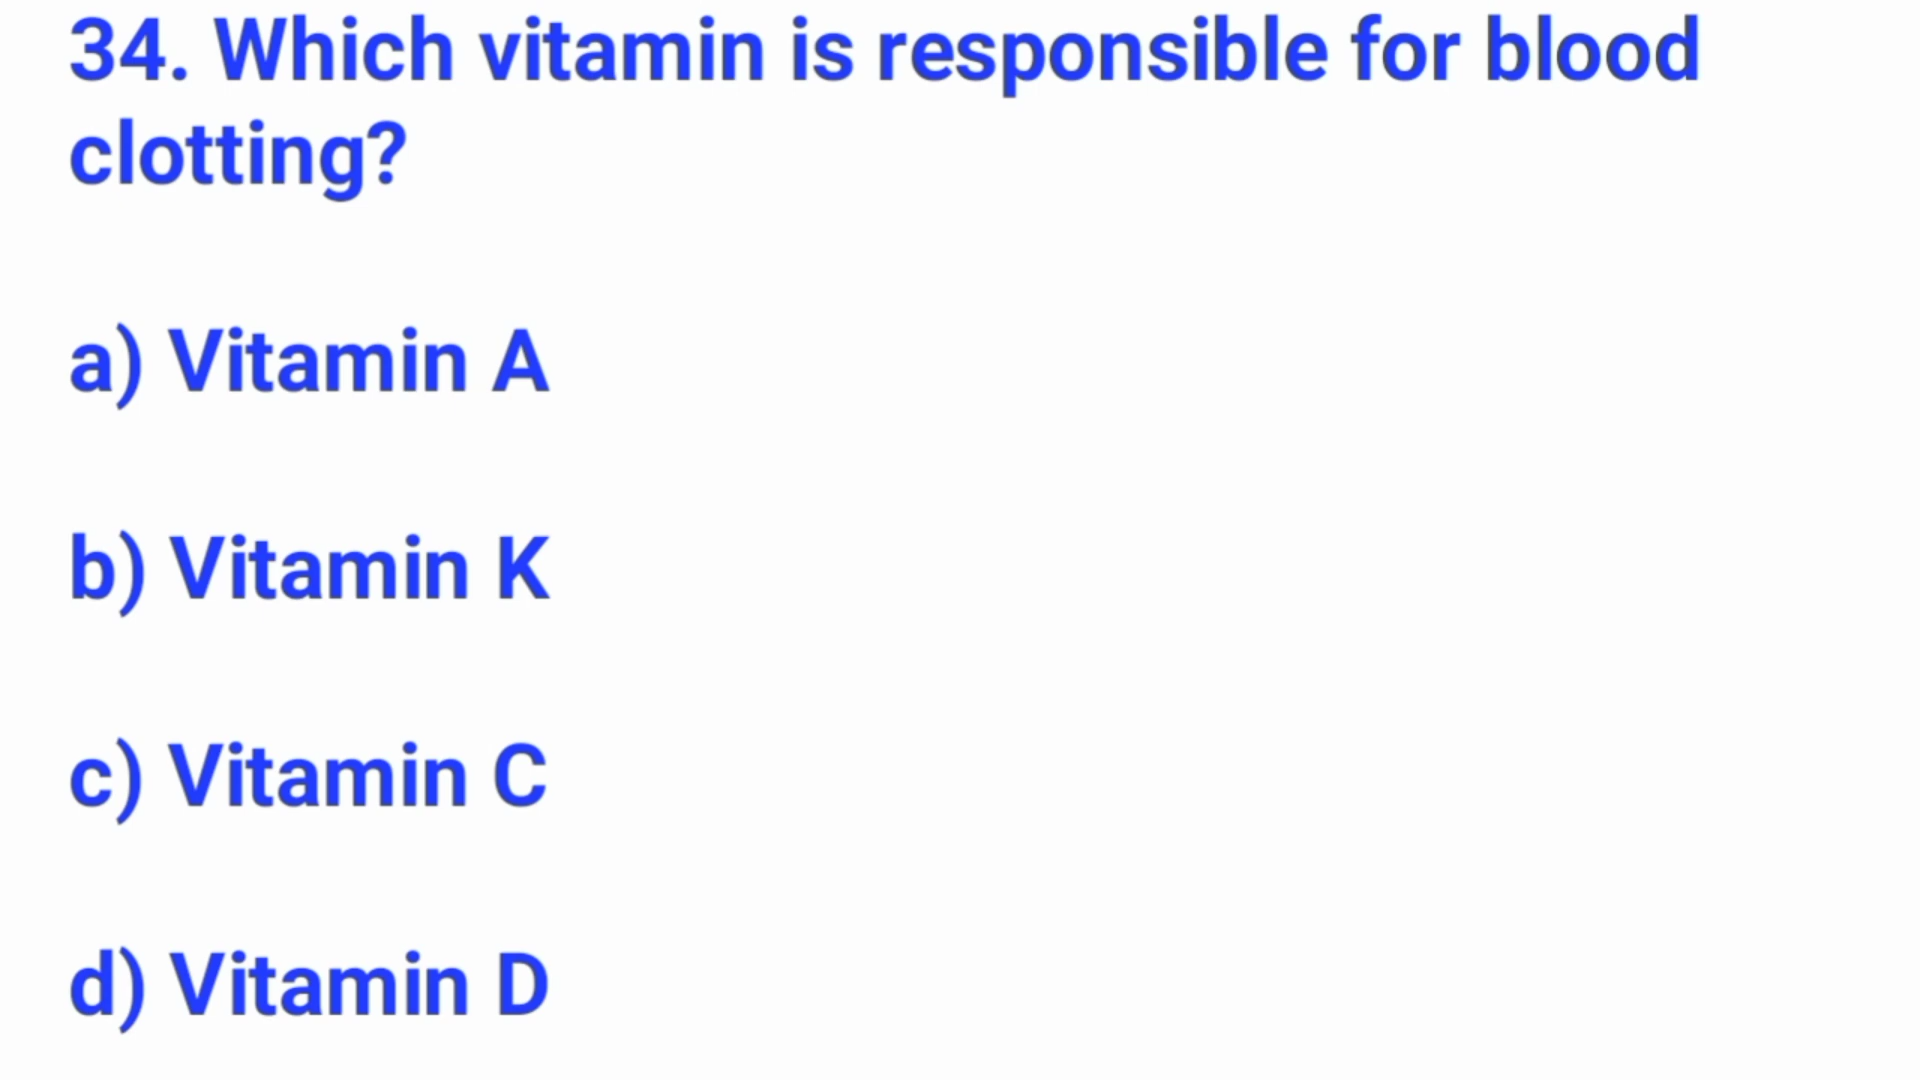 34. Which vitamin is responsible for blood
clotting?
a) Vitamin A
b) Vitamin K
c) Vitamin C
d) Vitamin D